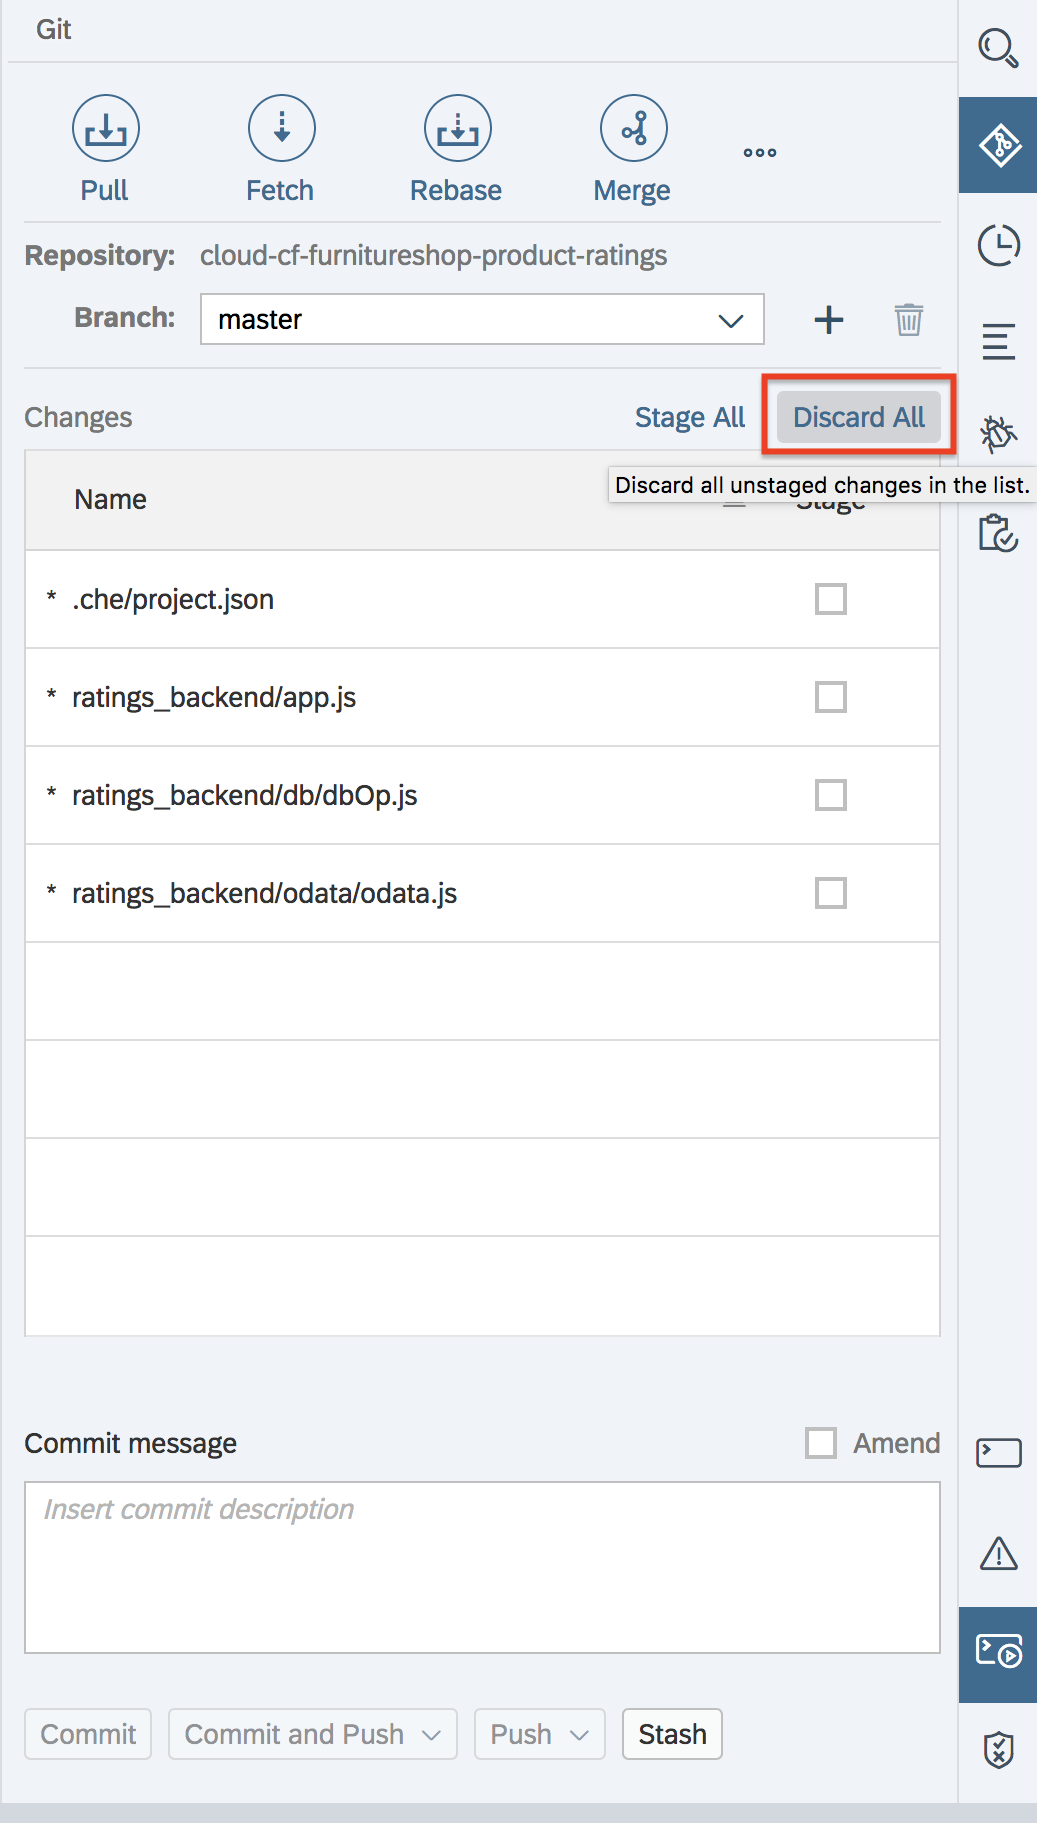 Git
Pull
Fetch
Rebase
Merge
Repository: cloud-cf-furnitureshop-product-ratings
Branch: master
Changes
Stage All
Discard All
Discard all unstaged changes in the list.
Name
Stage
* .che/project.json
* ratings_backend/app.js
* ratings_backend/db/dbOp.js
* ratings_backend/odata/odata.js
Commit message
Amend
Insert commit description
Commit
Commit and Push
Push
Stash